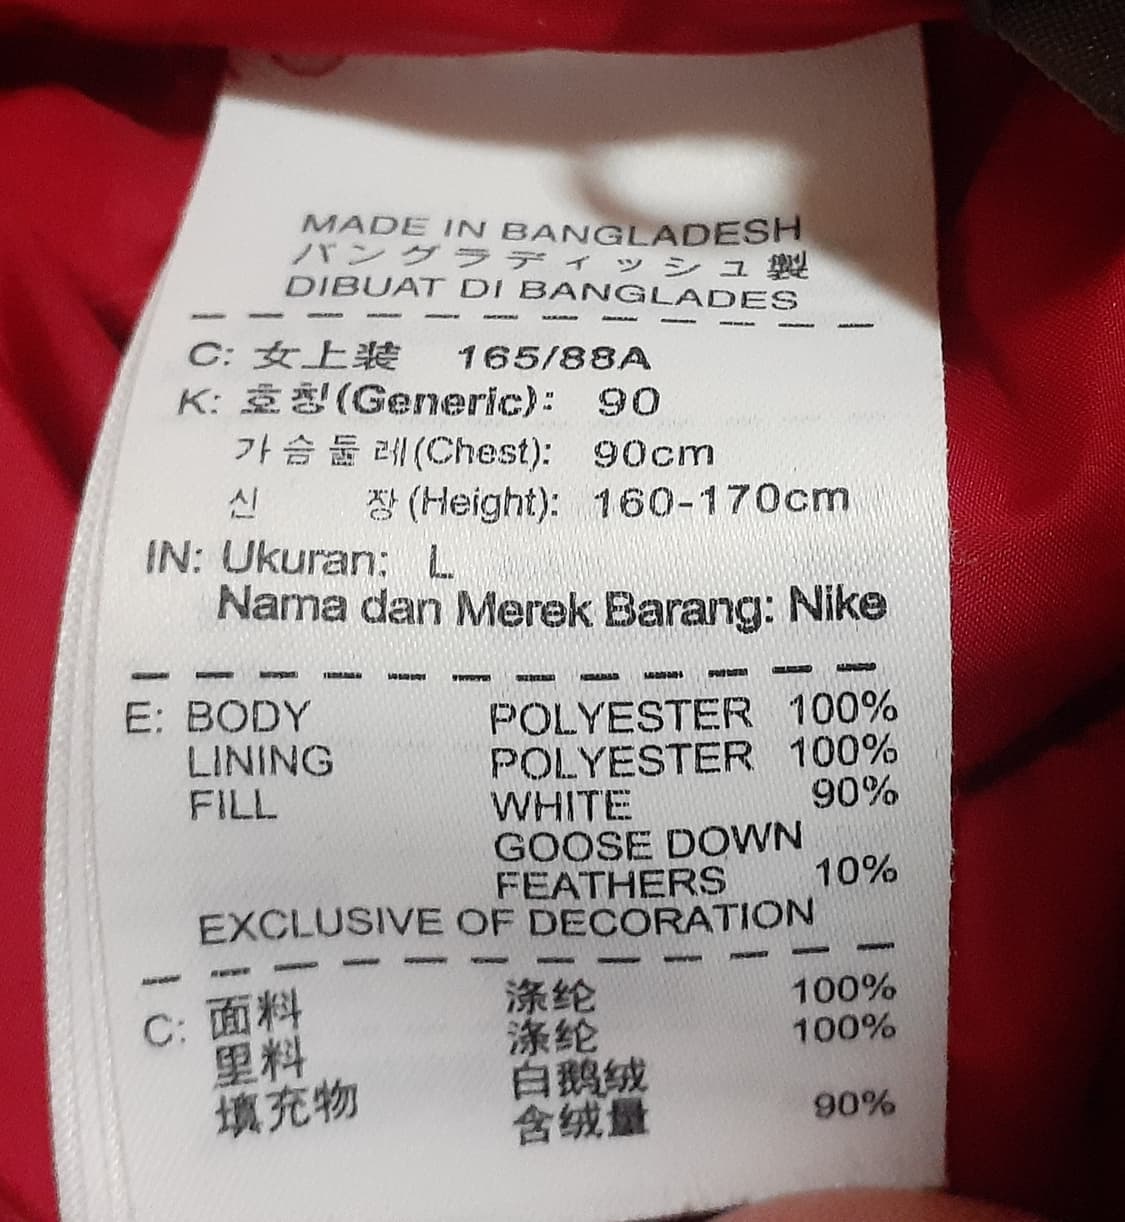 MADE IN BANGLADESH
バングラディッシュ製
DIBUAT DI BANGLADES
C: 女上装 165/88A
K: 호칭(Generic): 90
가슴둘레(Chest): 90cm
신 장(Height): 160-170cm
IN: Ukuran: L
Nama dan Merek Barang: Nike
E: BODY POLYESTER 100%
LINING POLYESTER 100%
FILL WHITE 90%
GOOSE DOWN
FEATHERS 10%
EXCLUSIVE OF DECORATION
C: 面料 涤纶 100%
里料 涤纶 100%
填充物 白鹅绒
含绒量 90%